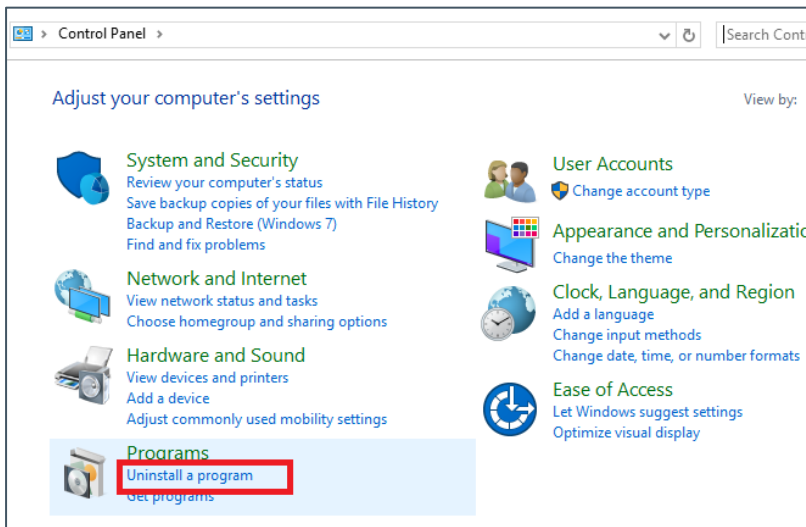 Control Panel
Search Cont
Adjust your computer's settings
View by:
System and Security
Review your computer's status
Save backup copies of your files with File History
Backup and Restore (Windows 7)
Find and fix problems
Network and Internet
View network status and tasks
Choose homegroup and sharing options
Hardware and Sound
View devices and printers
Add a device
Adjust commonly used mobility settings
Programs
Uninstall a program
Get programs
User Accounts
Change account type
Appearance and Personalizatio
Change the theme
Clock, Language, and Region
Add a language
Change input methods
Change date, time, or number formats
Ease of Access
Let Windows suggest settings
Optimize visual display